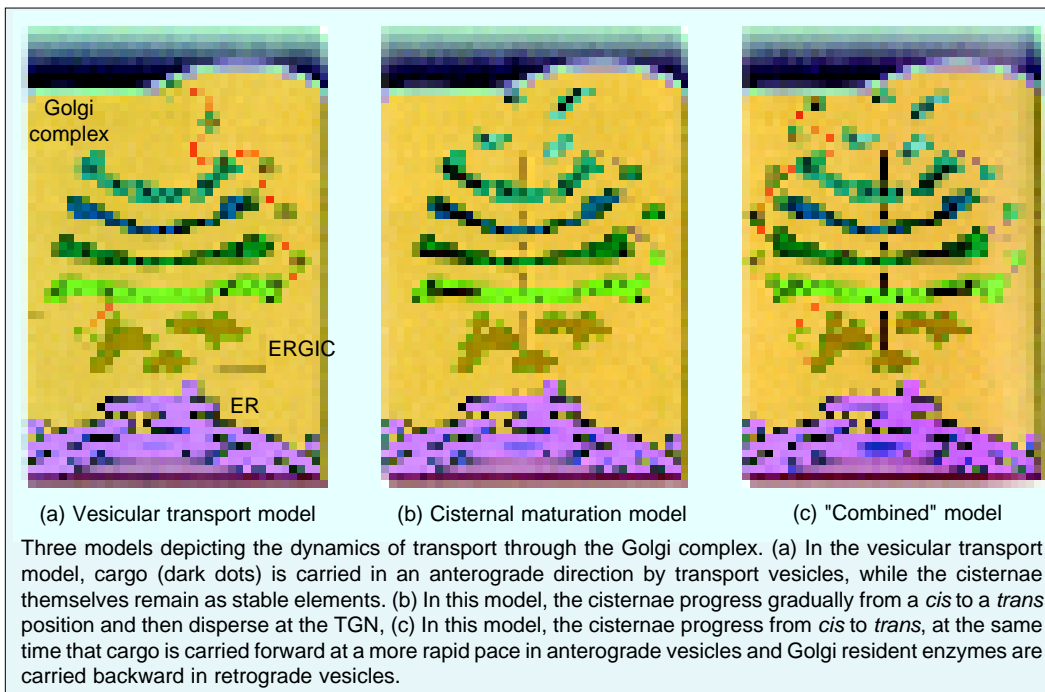 Golgi
complex
ERGIC
ER
(a) Vesicular transport model
(b) Cisternal maturation model
(c) "Combined" model
Three models depicting the dynamics of transport through the Golgi complex. (a) In the vesicular transport
model, cargo (dark dots) is carried in an anterograde direction by transport vesicles, while the cisternae
themselves remain as stable elements. (b) In this model, the cisternae progress gradually from a cis to a trans
position and then disperse at the TGN, (c) In this model, the cisternae progress from cis to trans, at the same
time that cargo is carried forward at a more rapid pace in anterograde vesicles and Golgi resident enzymes are
carried backward in retrograde vesicles.